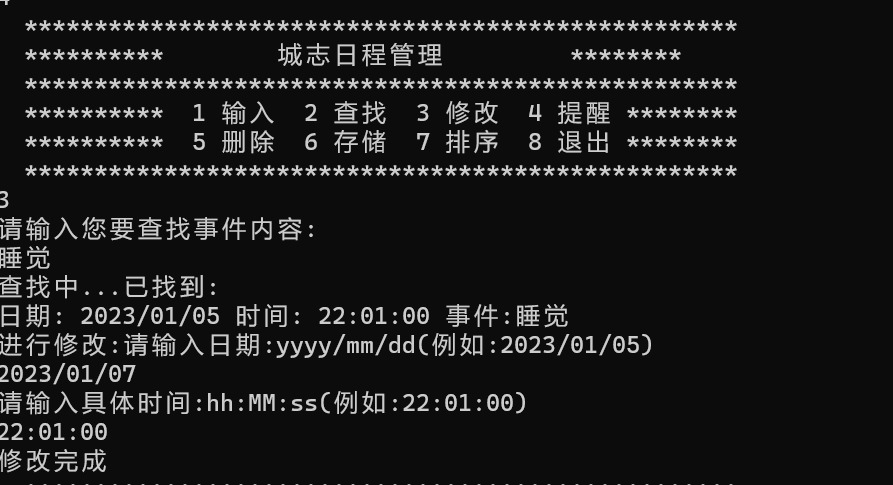 ***************************************************
********** 城志日程管理 ********
***************************************************
********** 1 输入 2 查找 3 修改 4 提醒 ********
********** 5 删除 6 存储 7 排序 8 退出 ********
***************************************************
3
请输入您要查找事件内容:
睡觉
查找中...已找到:
日期: 2023/01/05 时间: 22:01:00 事件:睡觉
进行修改:请输入日期:yyyy/mm/dd(例如:2023/01/05)
2023/01/07
请输入具体时间:hh:MM:ss(例如:22:01:00)
22:01:00
修改完成